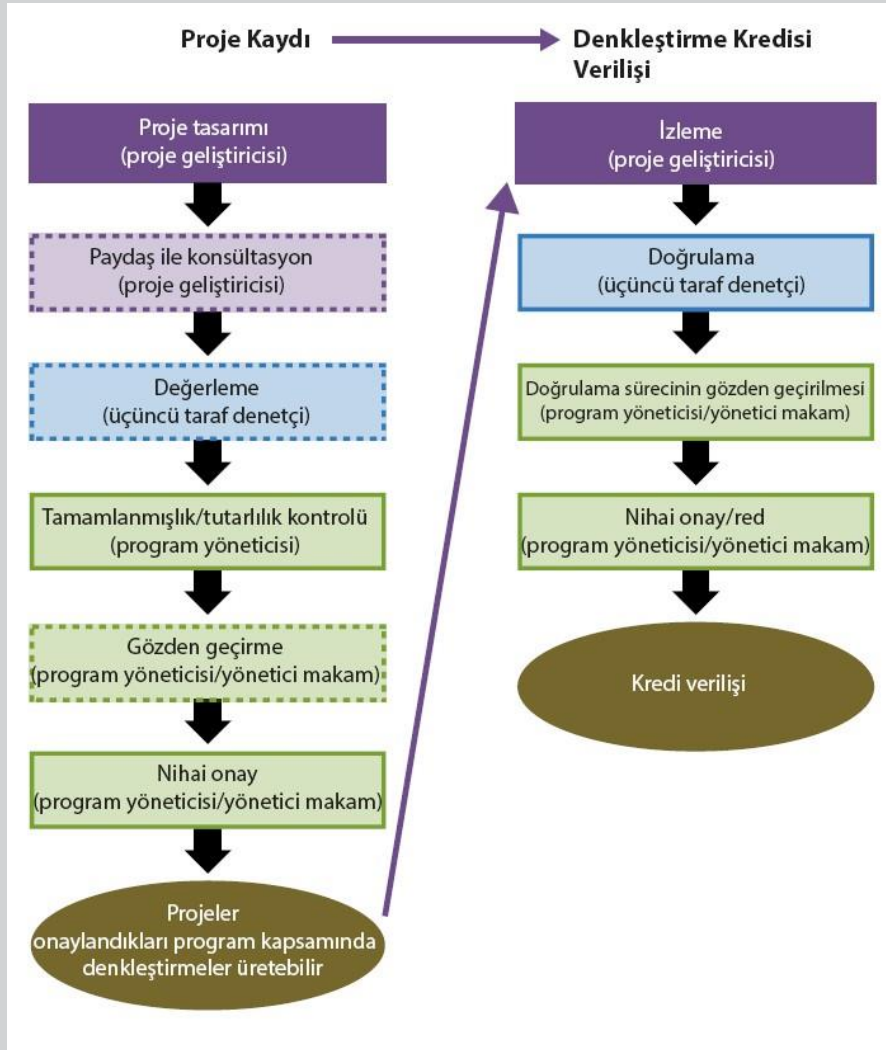 Proje Kaydı
Denkleştirme Kredisi
Verilişi
Proje tasarımı
(proje geliştiricisi)
Paydaş ile konsültasyon
(proje geliştiricisi)
Değerleme
(üçüncü taraf denetçi)
Tamamlanmışlık/tutarlılık kontrolü
(program yöneticisi)
Gözden geçirme
(program yöneticisi/yönetici makam)
Nihai onay
(program yöneticisi/yönetici makam)
Projeler
onaylandıkları program kapsamında
denkleştirmeler üretebilir
İzleme
(proje geliştiricisi)
Doğrulama
(üçüncü taraf denetçi)
Doğrulama sürecinin gözden geçirilmesi
(program yöneticisi/yönetici makam)
Nihai onay/red
(program yöneticisi/yönetici makam)
Kredi verilişi